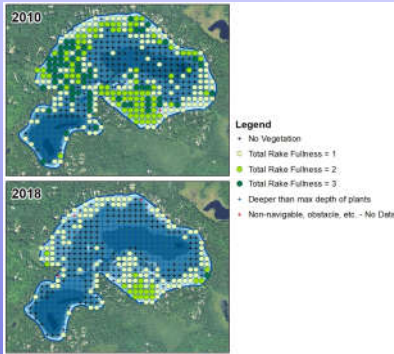 2010
2018
Legend
No Vegetation
Total Rake Fullness = 1
Total Rake Fullness = 2
Total Rake Fullness = 3
Deeper than max depth of plants
Non-navigable, obstacle, etc. - No Data